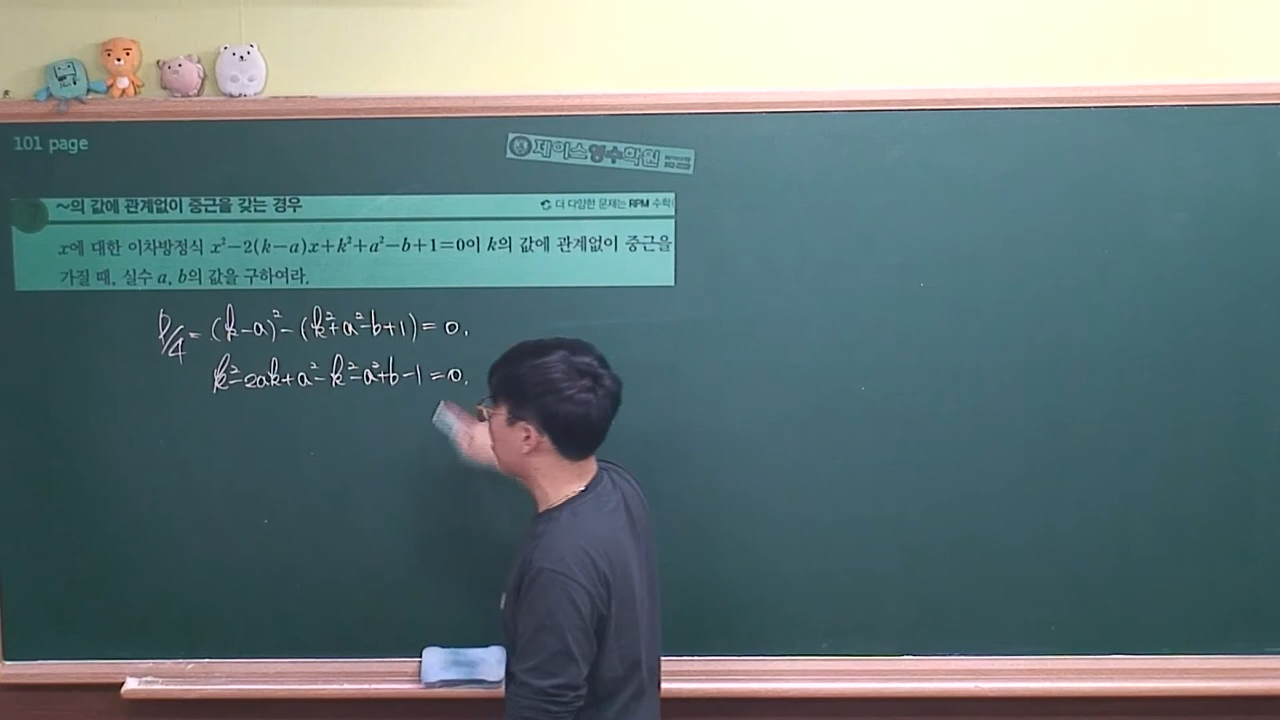 101 page
제이스영수학원
~의 값에 관계없이 중근을 갖는 경우
더 다양한 문제는 RPM 수학
x에 대한 이차방정식 x²-2(k-a)x+k²+a²-b+1=0이 k의 값에 관계없이 중근을
가질 때, 실수 a, b의 값을 구하여라.
D/4 = (k-a)² - (k²+a²-b+1) = 0.
k²-2ak+a²-k²-a²+b-1=0.